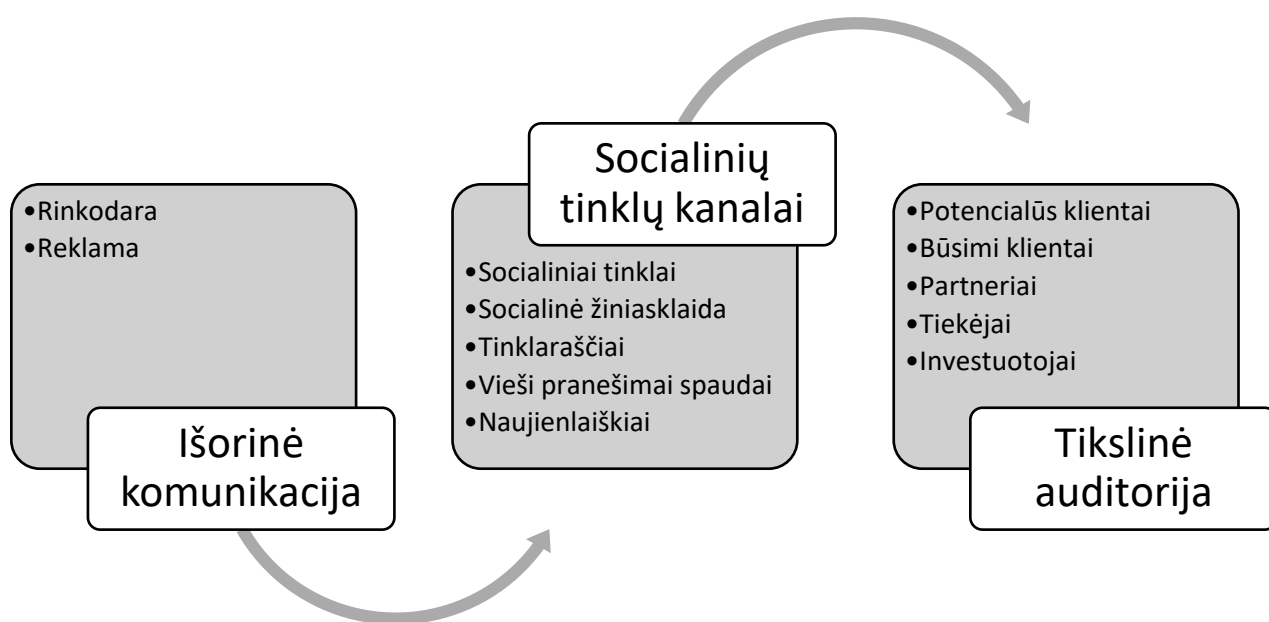 •Rinkodara
•Reklama
Išorinė
komunikacija
Socialinių
tinklų kanalai
•Socialiniai tinklai
•Socialinė žiniasklaida
•Tinklaraščiai
•Vieši pranešimai spaudai
•Naujienlaiškiai
•Potencialūs klientai
•Būsimi klientai
•Partneriai
•Tiekėjai
•Investuotojai
Tikslinė
auditorija